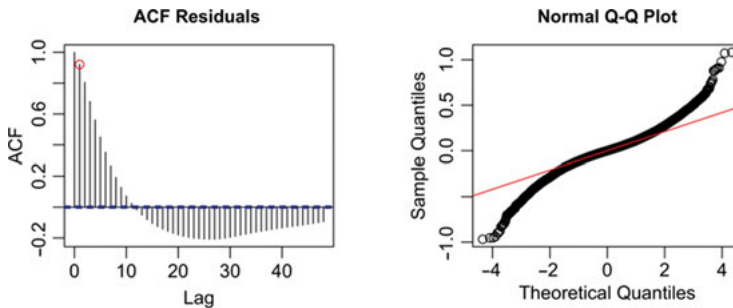 ACF Residuals
ACF
1.0
0.6
0.2
−0.2
0 10 20 30 40
Lag
Normal Q-Q Plot
Sample Quantiles
1.0
0.5
0.0
−1.0
−4 −2 0 2 4
Theoretical Quantiles